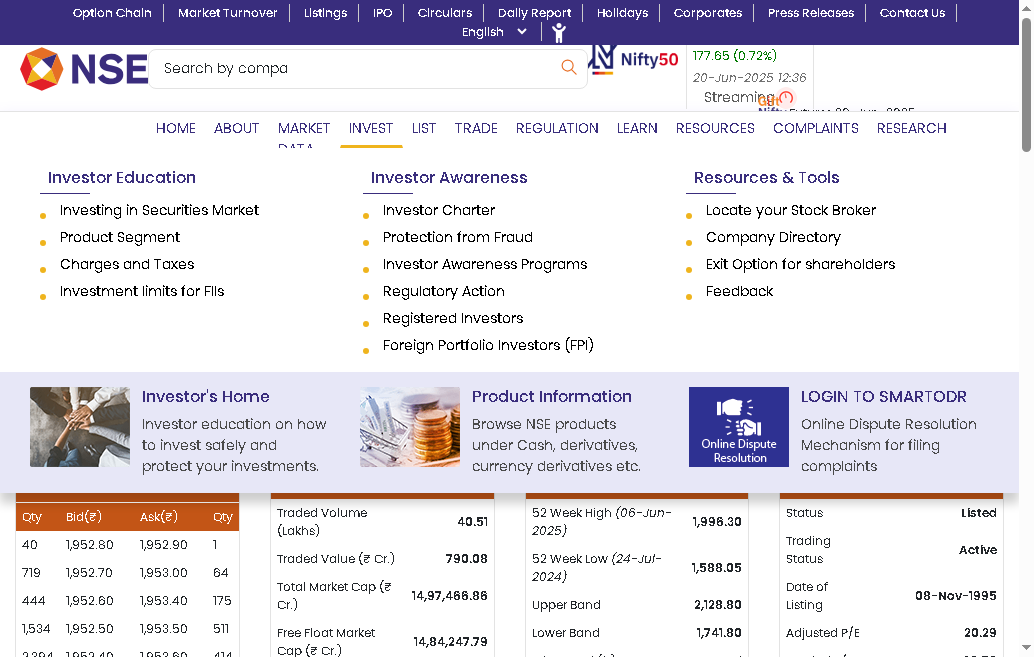 Option Chain Market Turnover Listings IPO Circulars Daily Report Holidays Corporates Press Releases Contact Us
English
NSE
Search by compa
Nifty50
177.65 (0.72%)
20-Jun-2025 12:36
Streaming
HOME ABOUT MARKET DATA INVEST LIST TRADE REGULATION LEARN RESOURCES COMPLAINTS RESEARCH
Investor Education
Investing in Securities Market
Product Segment
Charges and Taxes
Investment limits for FIIs
Investor Awareness
Investor Charter
Protection from Fraud
Investor Awareness Programs
Regulatory Action
Registered Investors
Foreign Portfolio Investors (FPI)
Resources & Tools
Locate your Stock Broker
Company Directory
Exit Option for shareholders
Feedback
Investor's Home
Investor education on how
to invest safely and
protect your investments.
Product Information
Browse NSE products
under Cash, derivatives,
currency derivatives etc.
Online Dispute
Resolution
LOGIN TO SMARTODR
Online Dispute Resolution
Mechanism for filing
complaints
Qty Bid(₹) Ask(₹) Qty
40 1,952.80 1,952.90 1
719 1,952.70 1,953.00 64
444 1,952.60 1,953.40 175
1,534 1,952.50 1,953.50 511
2,394 1,952.40 1,953.60 414
Traded Volume
(Lakhs) 40.51
Traded Value (₹ Cr.) 790.08
Total Market Cap (₹
Cr.) 14,97,466.86
Free Float Market
Cap (₹ Cr.) 14,84,247.79
52 Week High (06-Jun-
2025) 1,996.30
52 Week Low (24-Jul-
2024) 1,588.05
Upper Band 2,128.80
Lower Band 1,741.80
Status Listed
Trading
Status Active
Date of
Listing 08-Nov-1995
Adjusted P/E 20.29